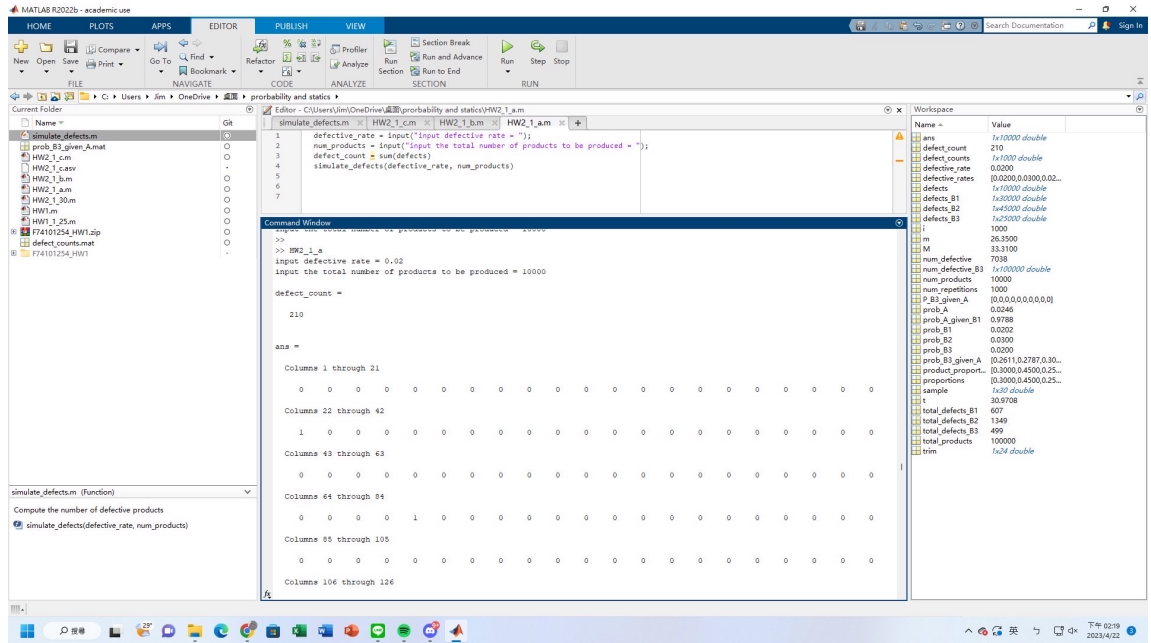 MATLAB R2022b - academic use
HOME PLOTS APPS EDITOR PUBLISH VIEW Search Documentation Sign In
New Open Save Compare Print Go To Find Bookmark Refactor Profiler Analyze Run Section Section Break Run and Advance Run to End Run Step Stop
FILE NAVIGATE CODE ANALYZE SECTION RUN
C: Users Jim OneDrive 桌面 prorbability and statics
Current Folder
Name Git
simulate_defects.m
prob_B3_given_A.mat
HW2_1_c.m
HW2_1_c.asv
HW2_1_b.m
HW2_1_a.m
HW2_1_30.m
HW1.m
HW1_1_25.m
F74101254_HW1.zip
defect_counts.mat
F74101254_HW1
simulate_defects.m (Function)
Compute the number of defective products
simulate_defects(defective_rate, num_products)
Editor - C:\Users\Jim\OneDrive\桌面\prorbability and statics\HW2_1_a.m
simulate_defects.m HW2_1_c.m HW2_1_b.m HW2_1_a.m +
1 defective_rate = input("input defective rate = ");
2 num_products = input("input the total number of products to be produced = ");
3 defect_count = sum(defects)
4 simulate_defects(defective_rate, num_products)
5
6
7
Command Window
input the total number of products to be produced = 10000
>>
>> HW2_1_a
input defective rate = 0.02
input the total number of products to be produced = 10000
defect_count =
210
ans =
Columns 1 through 21
0 0 0 0 0 0 0 0 0 0 0 0 0 0 0 0 0 0 0 0 0
Columns 22 through 42
1 0 0 0 0 0 0 0 0 0 0 0 0 0 0 0 0 0 0 0 0
Columns 43 through 63
0 0 0 0 0 0 0 0 0 0 0 0 0 0 0 0 0 0 0 0 0
Columns 64 through 84
0 0 0 0 1 0 0 0 0 0 0 0 0 0 0 0 0 0 0 0 0
Columns 85 through 105
0 0 0 0 0 0 0 0 0 0 0 0 0 0 0 0 0 0 0 0 0
Columns 106 through 126
fx
Workspace
Name Value
ans 1x10000 double
defect_count 210
defect_counts 1x1000 double
defective_rate 0.0200
defective_rates [0.0200,0.0300,0.02...
defects 1x10000 double
defects_B1 1x30000 double
defects_B2 1x45000 double
defects_B3 1x25000 double
i 1000
m 26.3500
M 33.3100
num_defective 7038
num_defective_B3 1x100000 double
num_products 10000
num_repetitions 1000
P_B3_given_A [0,0,0,0,0,0,0,0,0]
prob_A 0.0246
prob_A_given_B1 0.9788
prob_B1 0.0202
prob_B2 0.0300
prob_B3 0.0200
prob_B3_given_A [0.2611,0.2787,0.30...
product_proport... [0.3000,0.4500,0.25...
proportions [0.3000,0.4500,0.25...
sample 1x30 double
t 30.9708
total_defects_B1 607
total_defects_B2 1349
total_defects_B3 499
total_products 100000
trim 1x24 double
29°
搜尋
英
下午 02:19
2023/4/22